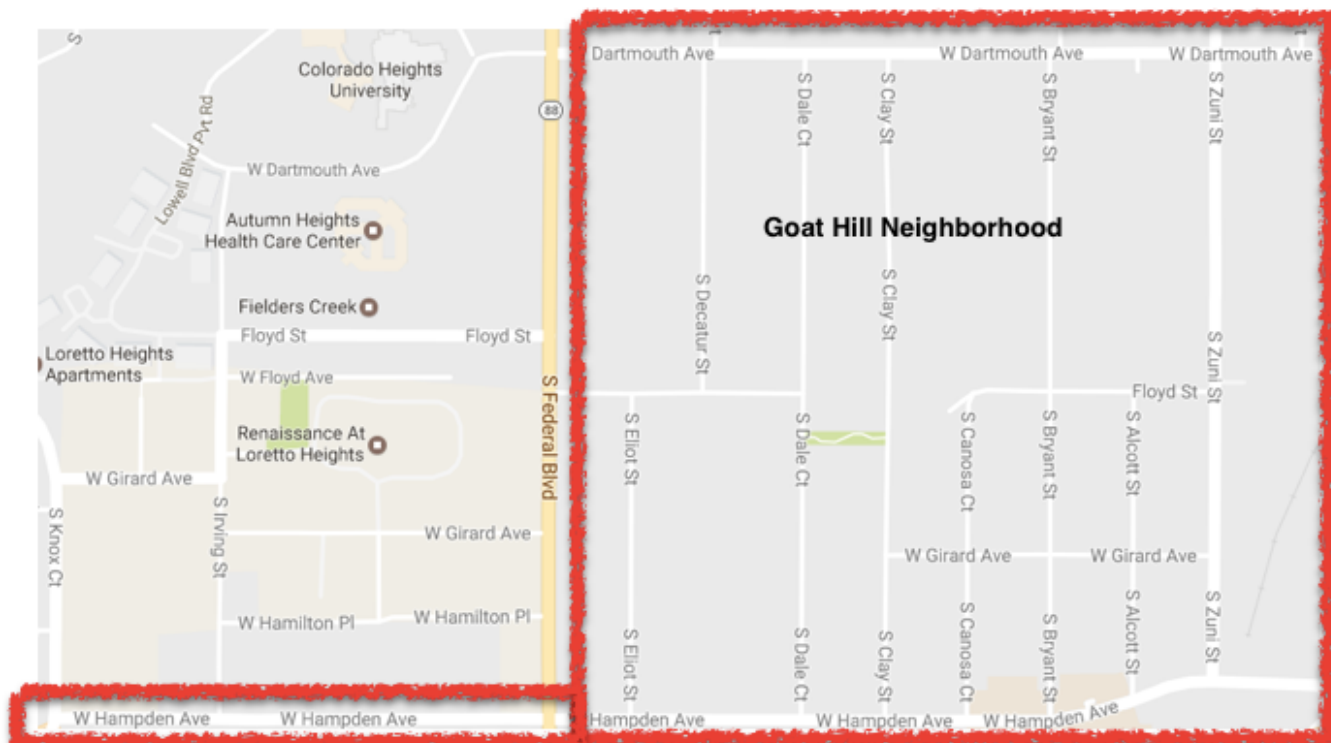 S
Colorado Heights
University
88
Dartmouth Ave
W Dartmouth Ave
W Dartmouth Ave
Lowell Blvd Pvt Rd
W Dartmouth Ave
S Dale Ct
S Clay St
S Bryant St
S Zuni St
Autumn Heights
Health Care Center
Goat Hill Neighborhood
Fielders Creek
S Decatur St
S Clay St
Floyd St
Floyd St
S Zuni St
Loretto Heights
Apartments
W Floyd Ave
S Federal Blvd
Floyd St
Renaissance At
Loretto Heights
S Eliot St
S Dale Ct
S Canosa Ct
S Bryant St
S Alcott St
W Girard Ave
S Knox Ct
S Irving St
W Girard Ave
W Girard Ave
W Girard Ave
W Hamilton Pl
W Hamilton Pl
S Eliot St
S Dale Ct
S Clay St
S Canosa Ct
S Bryant St
S Alcott St
S Zuni St
W Hampden Ave
W Hampden Ave
Hampden Ave
W Hampden Ave
W Hampden Ave